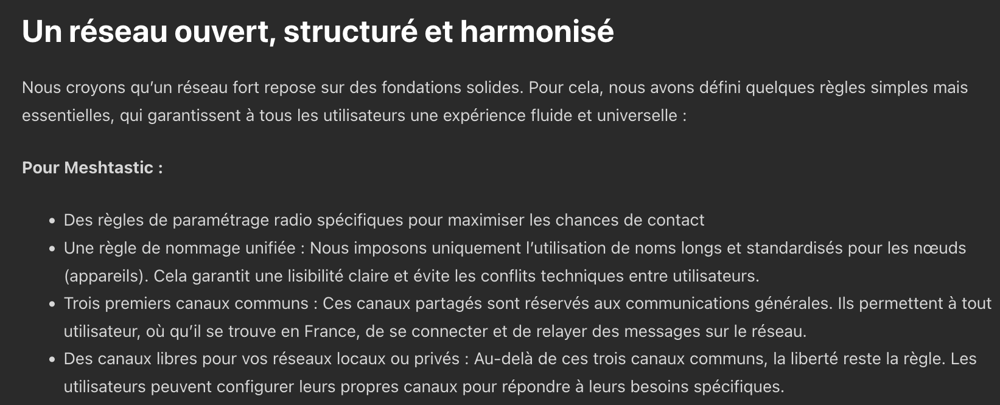 Un réseau ouvert, structuré et harmonisé
Nous croyons qu’un réseau fort repose sur des fondations solides. Pour cela, nous avons défini quelques règles simples mais
essentielles, qui garantissent à tous les utilisateurs une expérience fluide et universelle :
Pour Meshtastic :
• Des règles de paramétrage radio spécifiques pour maximiser les chances de contact
• Une règle de nommage unifiée : Nous imposons uniquement l’utilisation de noms longs et standardisés pour les nœuds
(appareils). Cela garantit une lisibilité claire et évite les conflits techniques entre utilisateurs.
• Trois premiers canaux communs : Ces canaux partagés sont réservés aux communications générales. Ils permettent à tout
utilisateur, où qu’il se trouve en France, de se connecter et de relayer des messages sur le réseau.
• Des canaux libres pour vos réseaux locaux ou privés : Au-delà de ces trois canaux communs, la liberté reste la règle. Les
utilisateurs peuvent configurer leurs propres canaux pour répondre à leurs besoins spécifiques.